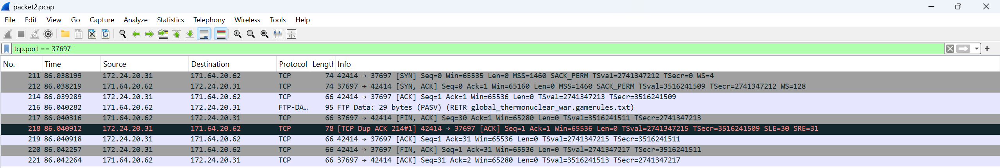 packet2.pcap
File Edit View Go Capture Analyze Statistics Telephony Wireless Tools Help
tcp.port == 37697
No. Time Source Destination Protocol Length Info
211 86.038199 172.24.20.31 171.64.20.62 TCP 74 42414 → 37697 [SYN] Seq=0 Win=65535 Len=0 MSS=1460 SACK_PERM TSval=2741347212 TSecr=0 WS=4
212 86.038219 171.64.20.62 172.24.20.31 TCP 74 37697 → 42414 [SYN, ACK] Seq=0 Ack=1 Win=65160 Len=0 MSS=1460 SACK_PERM TSval=3516241509 TSecr=2741347212 WS=128
214 86.039289 172.24.20.31 171.64.20.62 TCP 66 42414 → 37697 [ACK] Seq=1 Ack=1 Win=65536 Len=0 TSval=2741347213 TSecr=3516241509
216 86.040282 171.64.20.62 172.24.20.31 FTP-DA… 95 FTP Data: 29 bytes (PASV) (RETR global_thermonuclear_war.gamerules.txt)
217 86.040316 171.64.20.62 172.24.20.31 TCP 66 37697 → 42414 [FIN, ACK] Seq=30 Ack=1 Win=65280 Len=0 TSval=3516241511 TSecr=2741347213
218 86.040912 172.24.20.31 171.64.20.62 TCP 78 [TCP Dup ACK 214#1] 42414 → 37697 [ACK] Seq=1 Ack=1 Win=65536 Len=0 TSval=2741347215 TSecr=3516241509 SLE=30 SRE=31
219 86.040918 172.24.20.31 171.64.20.62 TCP 66 42414 → 37697 [ACK] Seq=1 Ack=31 Win=65536 Len=0 TSval=2741347215 TSecr=3516241511
220 86.042257 172.24.20.31 171.64.20.62 TCP 66 42414 → 37697 [FIN, ACK] Seq=1 Ack=31 Win=65536 Len=0 TSval=2741347217 TSecr=3516241511
221 86.042264 171.64.20.62 172.24.20.31 TCP 66 37697 → 42414 [ACK] Seq=31 Ack=2 Win=65280 Len=0 TSval=3516241513 TSecr=2741347217